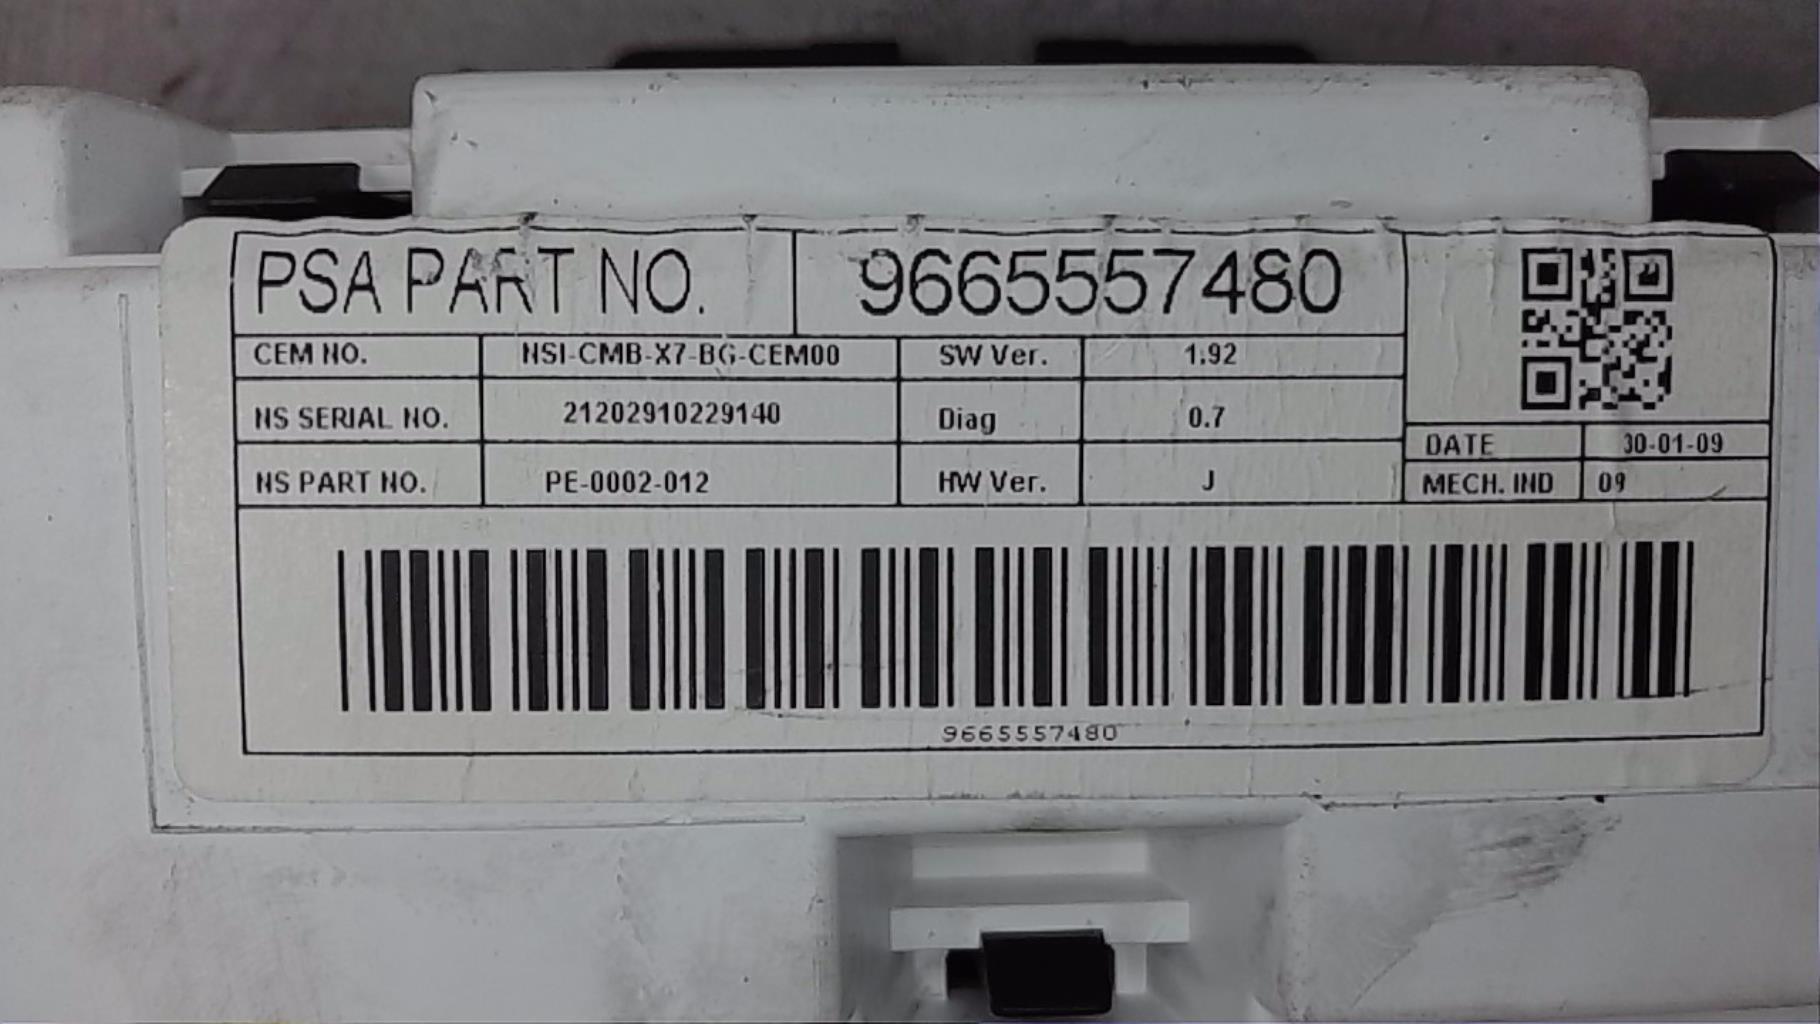 PSA PART NO. 9665557480
CEM NO. NSI-CMB-X7-BG-CEM00 SW Ver. 1.92
NS SERIAL NO. 21202910229140 Diag 0.7
DATE 30-01-09
NS PART NO. PE-0002-012 HW Ver. J
MECH. IND 09
9665557480